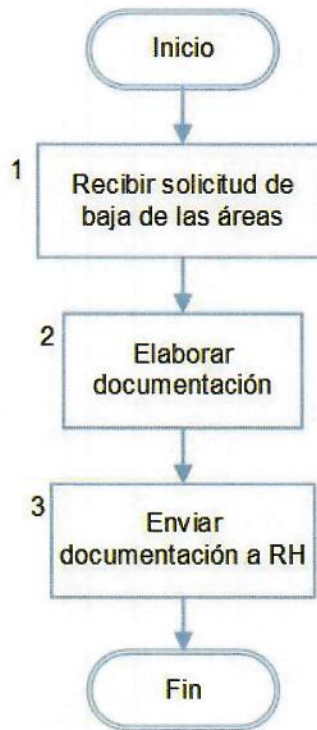 Inicio
1
Recibir solicitud de
baja de las áreas
2
Elaborar
documentación
3
Enviar
documentación a RH
Fin